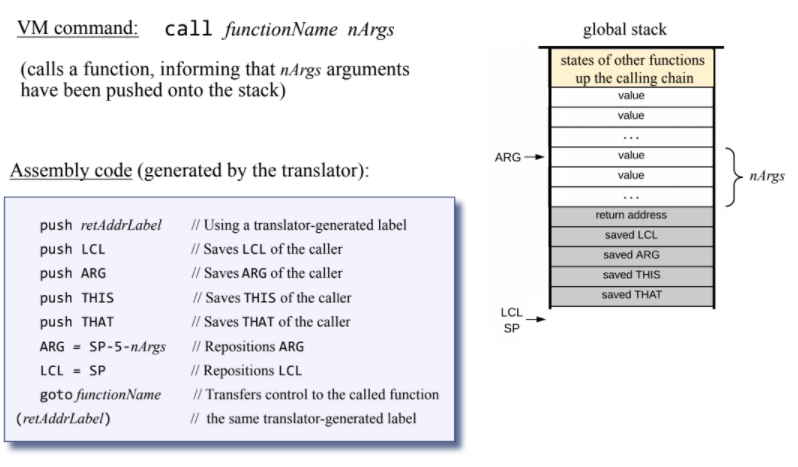 VM command: call functionName nArgs
(calls a function, informing that nArgs arguments
have been pushed onto the stack)
Assembly code (generated by the translator):
push retAddrLabel // Using a translator-generated label
push LCL // Saves LCL of the caller
push ARG // Saves ARG of the caller
push THIS // Saves THIS of the caller
push THAT // Saves THAT of the caller
ARG = SP-5-nArgs // Repositions ARG
LCL = SP // Repositions LCL
goto functionName // Transfers control to the called function
(retAddrLabel) // the same translator-generated label
global stack
states of other functions
up the calling chain
value
value
...
ARG
value
value
nArgs
...
return address
saved LCL
saved ARG
saved THIS
saved THAT
LCL
SP